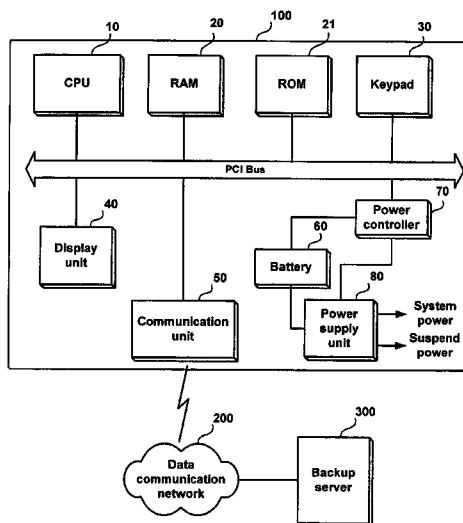 100
10
20
21
30
CPU
RAM
ROM
Keypad
PCI Bus
40
70
Display
unit
60
Power
controller
Battery
50
80
Communication
unit
Power
supply
unit
System
power
Suspend
power
200
300
Data
communication
network
Backup
server